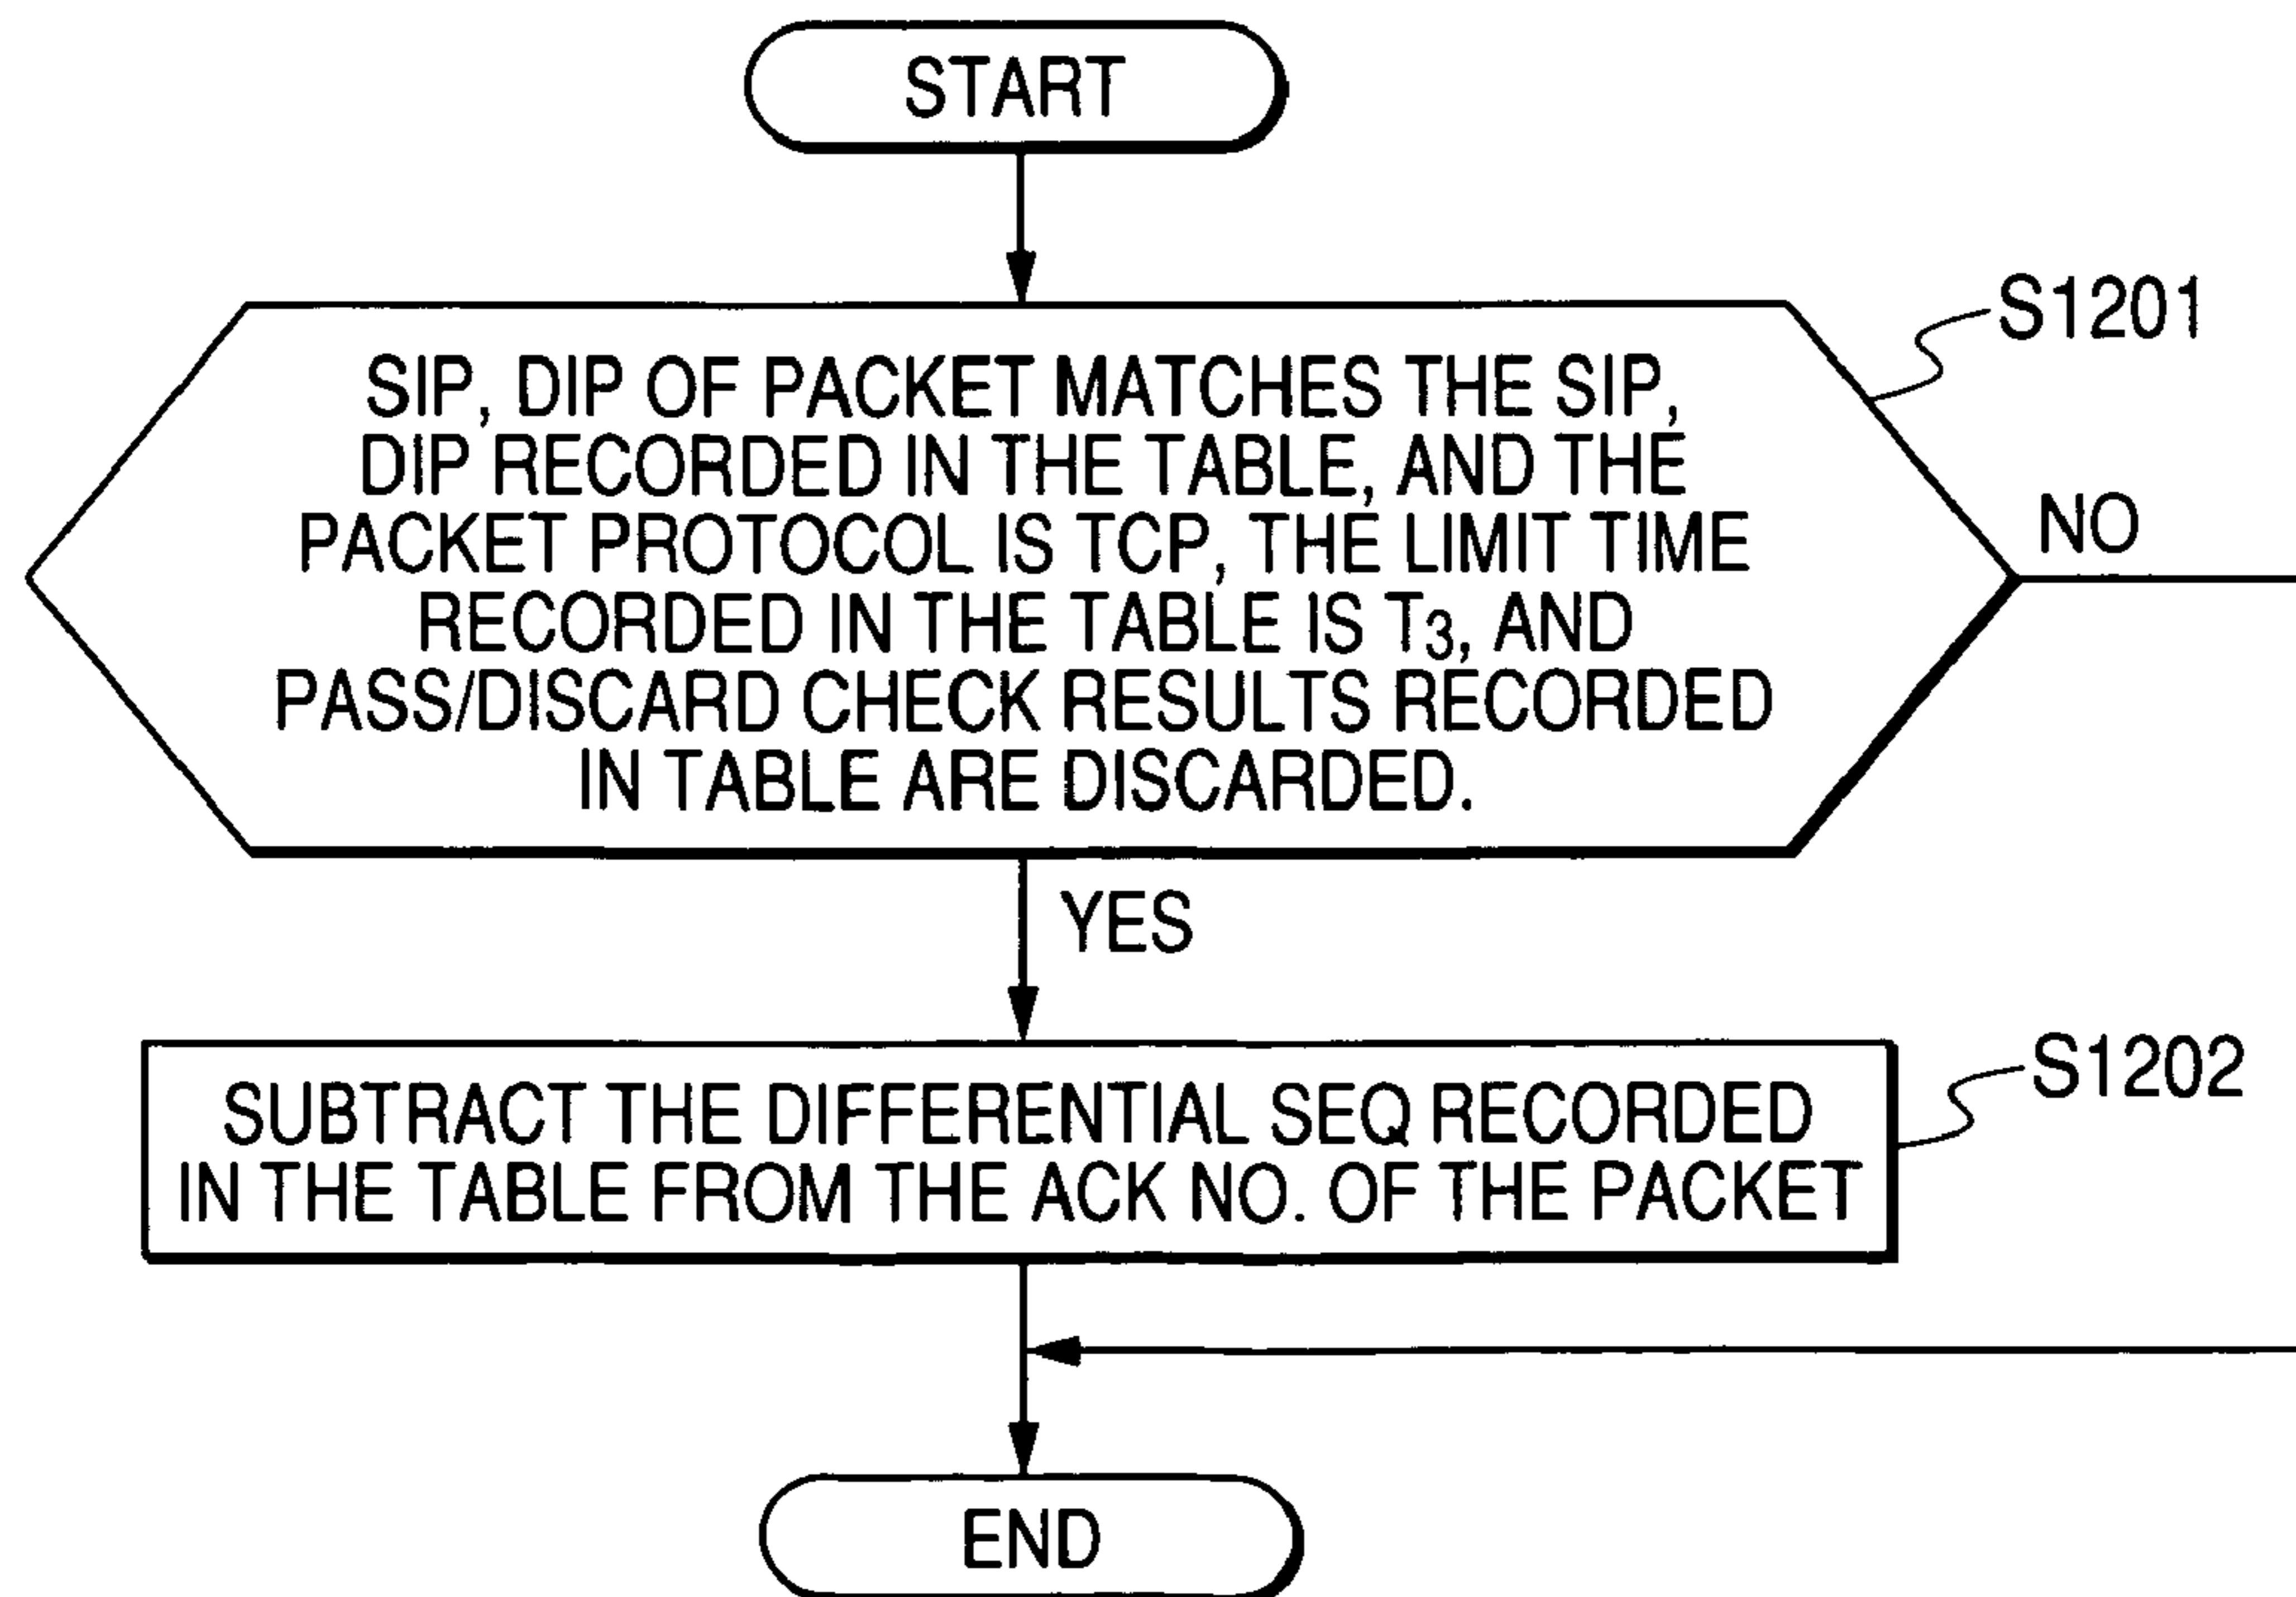 START
S1201
SIP, DIP OF PACKET MATCHES THE SIP,
DIP RECORDED IN THE TABLE, AND THE
PACKET PROTOCOL IS TCP, THE LIMIT TIME
RECORDED IN THE TABLE IS T3, AND
PASS/DISCARD CHECK RESULTS RECORDED
IN TABLE ARE DISCARDED.
NO
YES
S1202
SUBTRACT THE DIFFERENTIAL SEQ RECORDED
IN THE TABLE FROM THE ACK NO. OF THE PACKET
END